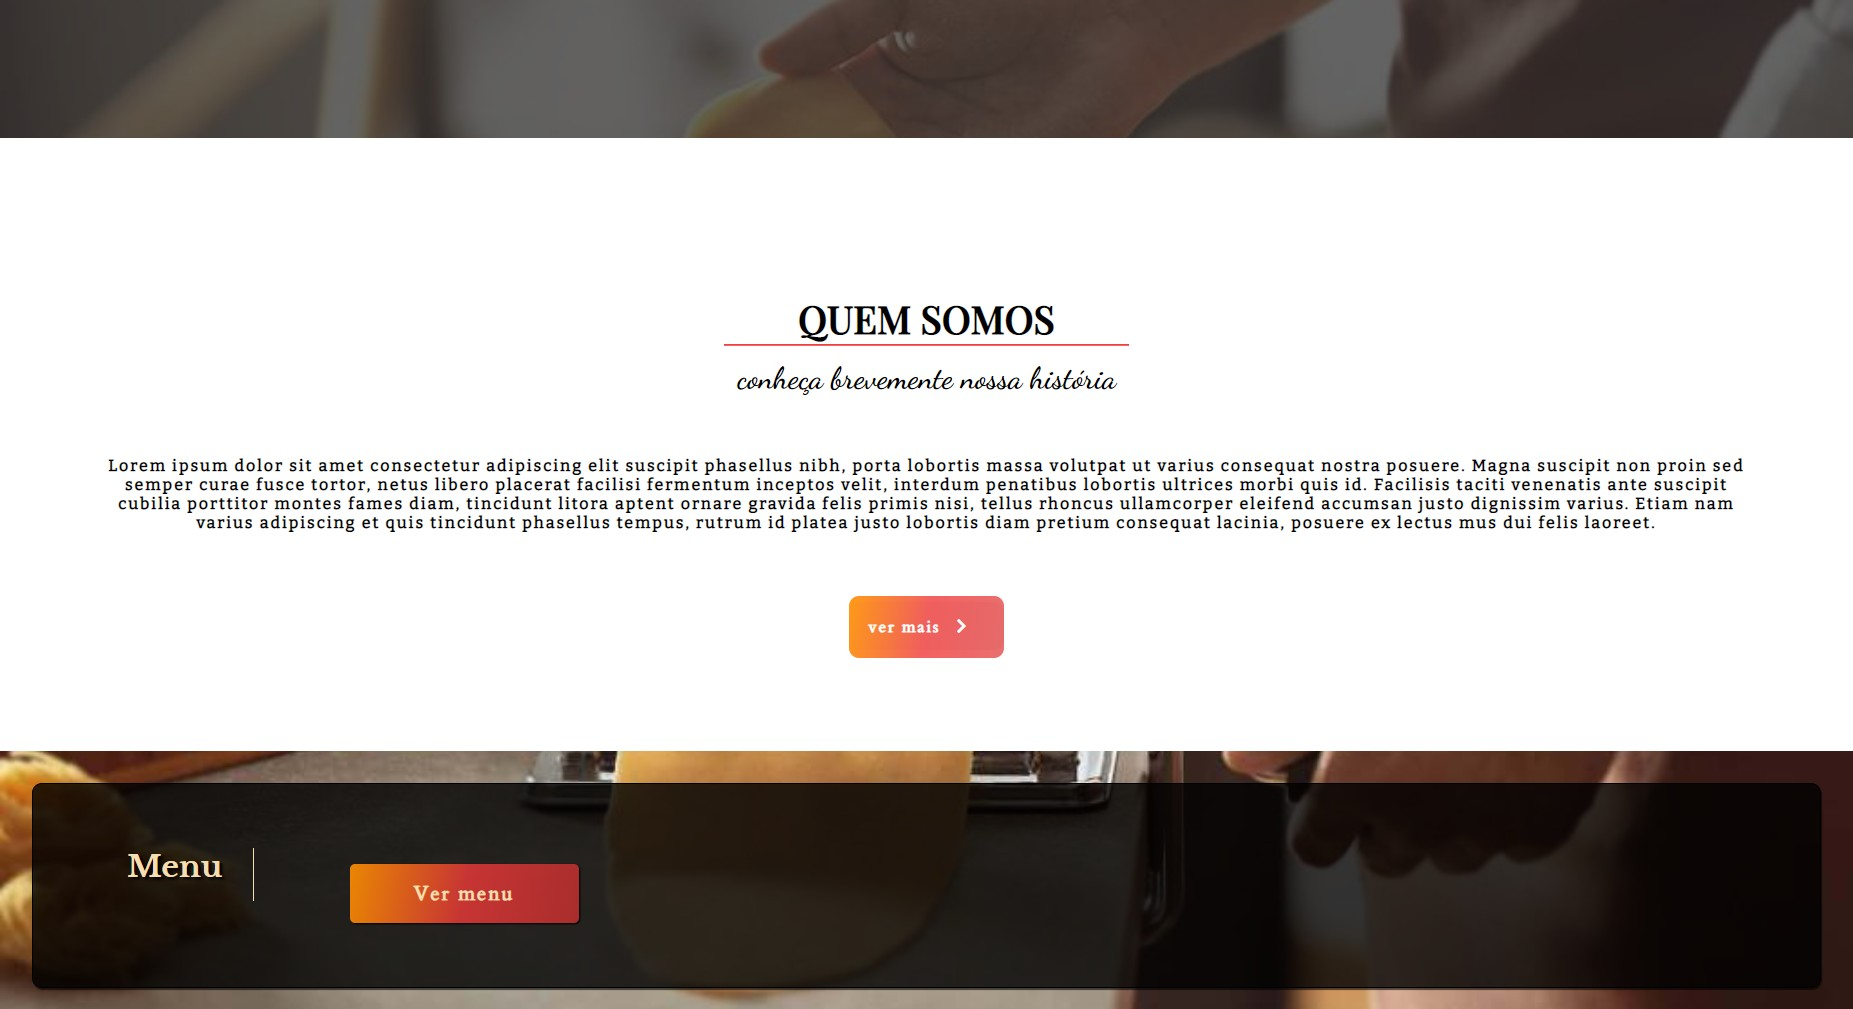 QUEM SOMOS
conheça brevemente nossa história
Lorem ipsum dolor sit amet consectetur adipiscing elit suscipit phasellus nibh, porta lobortis massa volutpat ut varius consequat nostra posuere. Magna suscipit non proin sed
semper curae fusce tortor, netus libero placerat facilisi fermentum inceptos velit, interdum penatibus lobortis ultrices morbi quis id. Facilisis taciti venenatis ante suscipit
cubilia porttitor montes fames diam, tincidunt litora aptent ornare gravida felis primis nisi, tellus rhoncus ullamcorper eleifend accumsan justo dignissim varius. Etiam nam
varius adipiscing et quis tincidunt phasellus tempus, rutrum id platea justo lobortis diam pretium consequat lacinia, posuere ex lectus mus dui felis laoreet.
ver mais
Menu
Ver menu